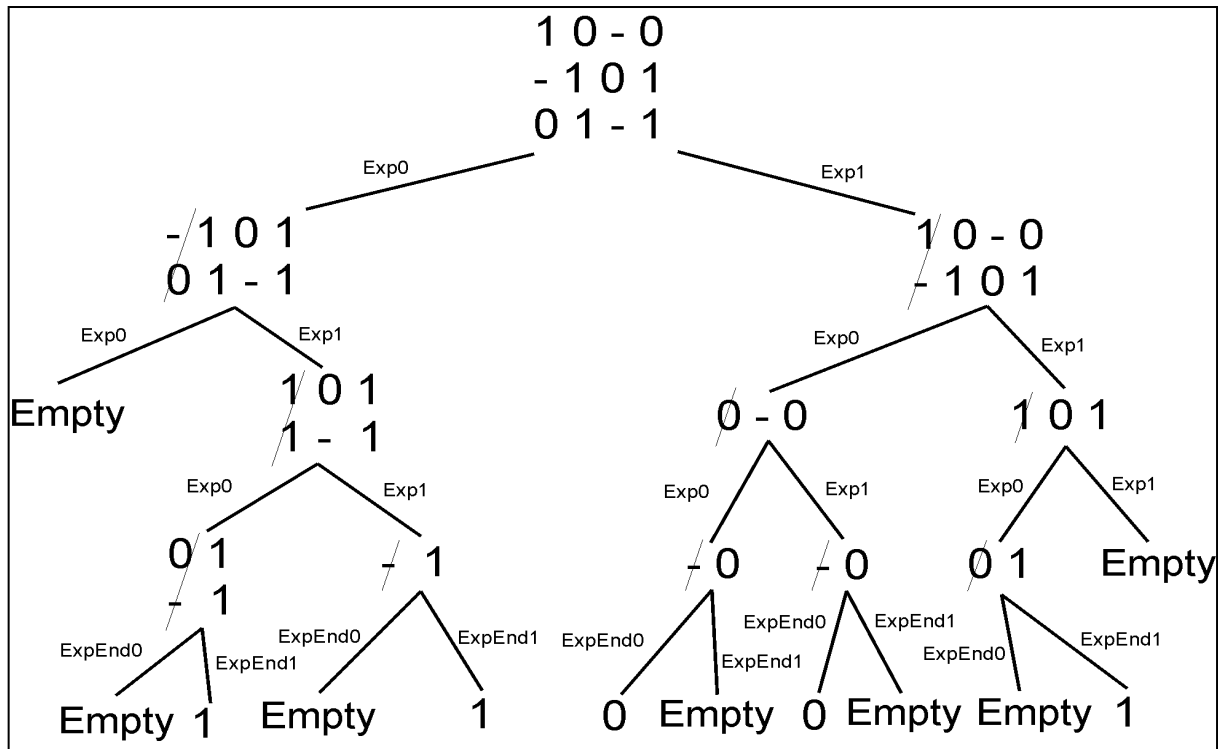 1 0 - 0
- 1 0 1
0 1 - 1
Exp0
Exp1
- 1 0 1
0 1 - 1
1 0 - 0
- 1 0 1
Exp0
Exp1
Exp0
Exp1
Empty
1 0 1
1 - 1
0 - 0
1 0 1
Exp0
Exp1
Exp0
Exp1
Exp0
Exp1
0 1
- 1
- 1
- 0
- 0
0 1
Empty
ExpEnd0
ExpEnd1
ExpEnd0
ExpEnd1
ExpEnd0
ExpEnd1
ExpEnd0
ExpEnd1
ExpEnd0
ExpEnd1
Empty 1
Empty
1
0
Empty
0
Empty
Empty
1